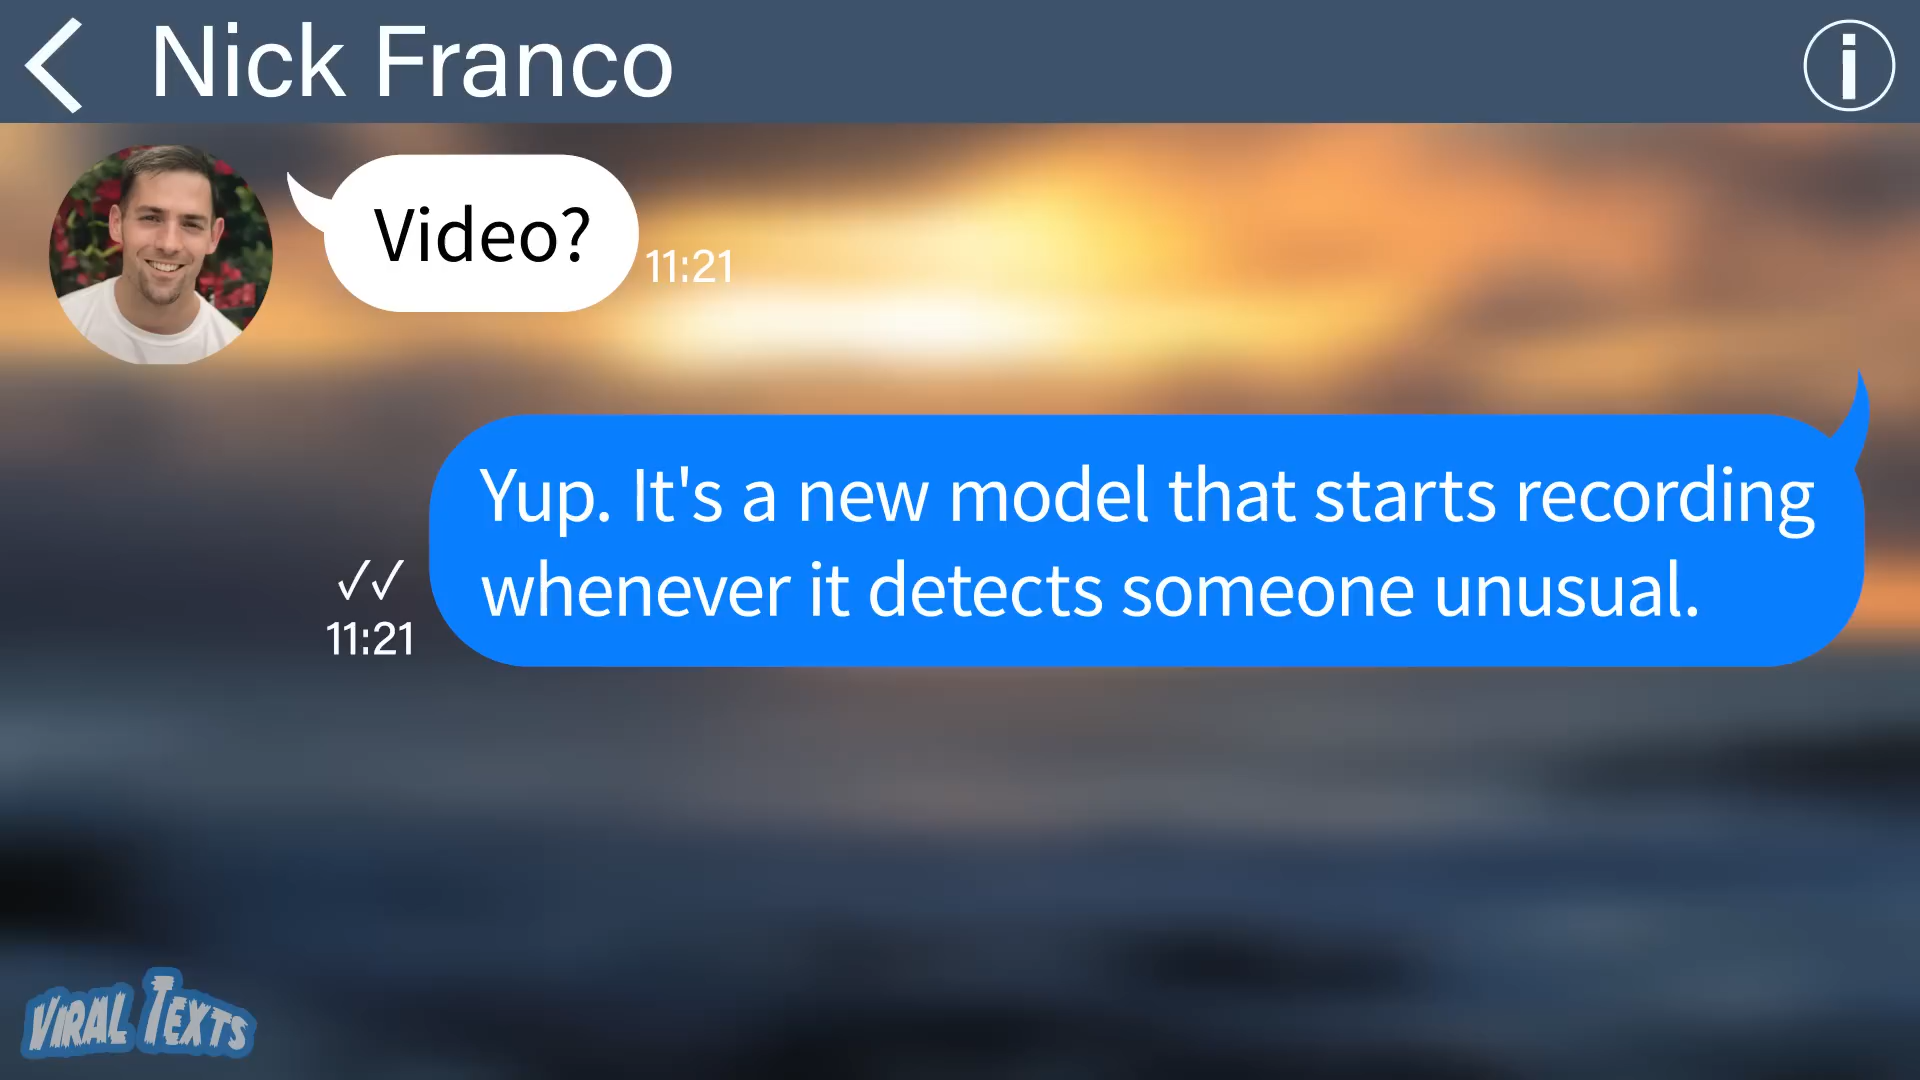 Nick Franco
Video?
11:21
Yup. It's a new model that starts recording
whenever it detects someone unusual.
✓✓
11:21
VIRAL TEXTS